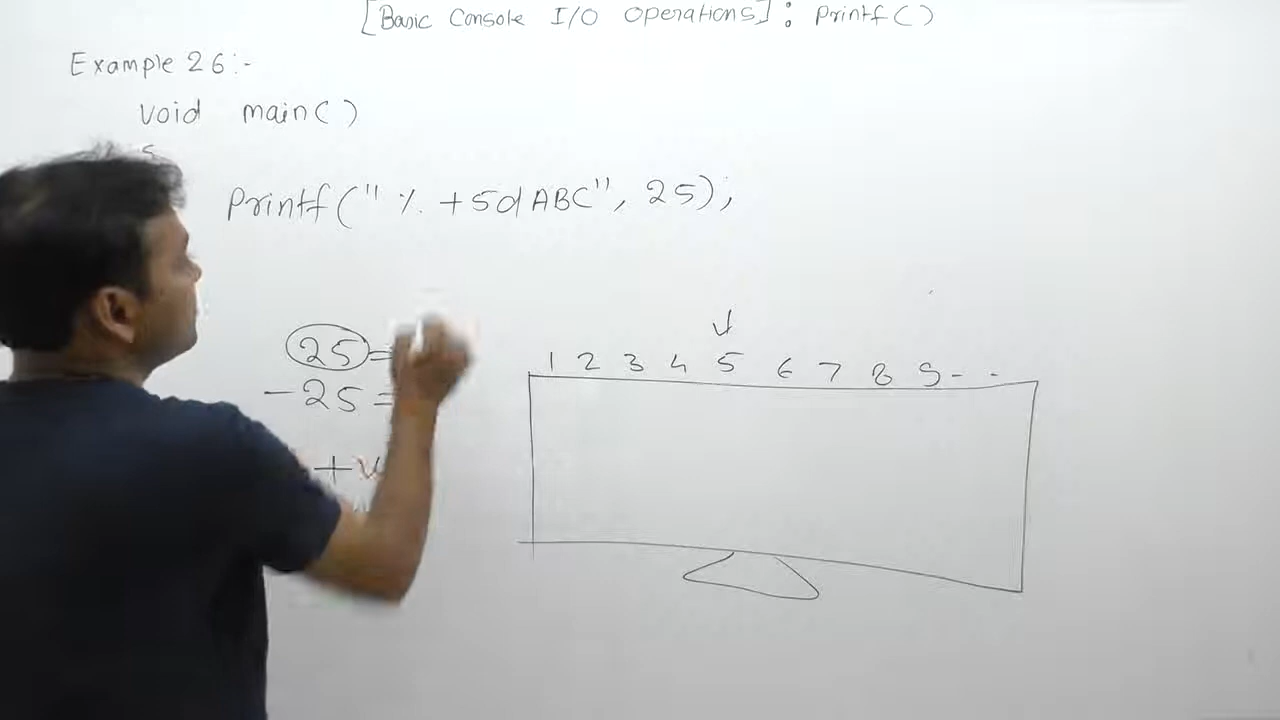 [Basic Console I/O Operations] : Printf()
Example 26:-
void main()
{
Printf("%+5dABC", 25);
25=
-25=
+
1 2 3 4 5 6 7 8 9 - -